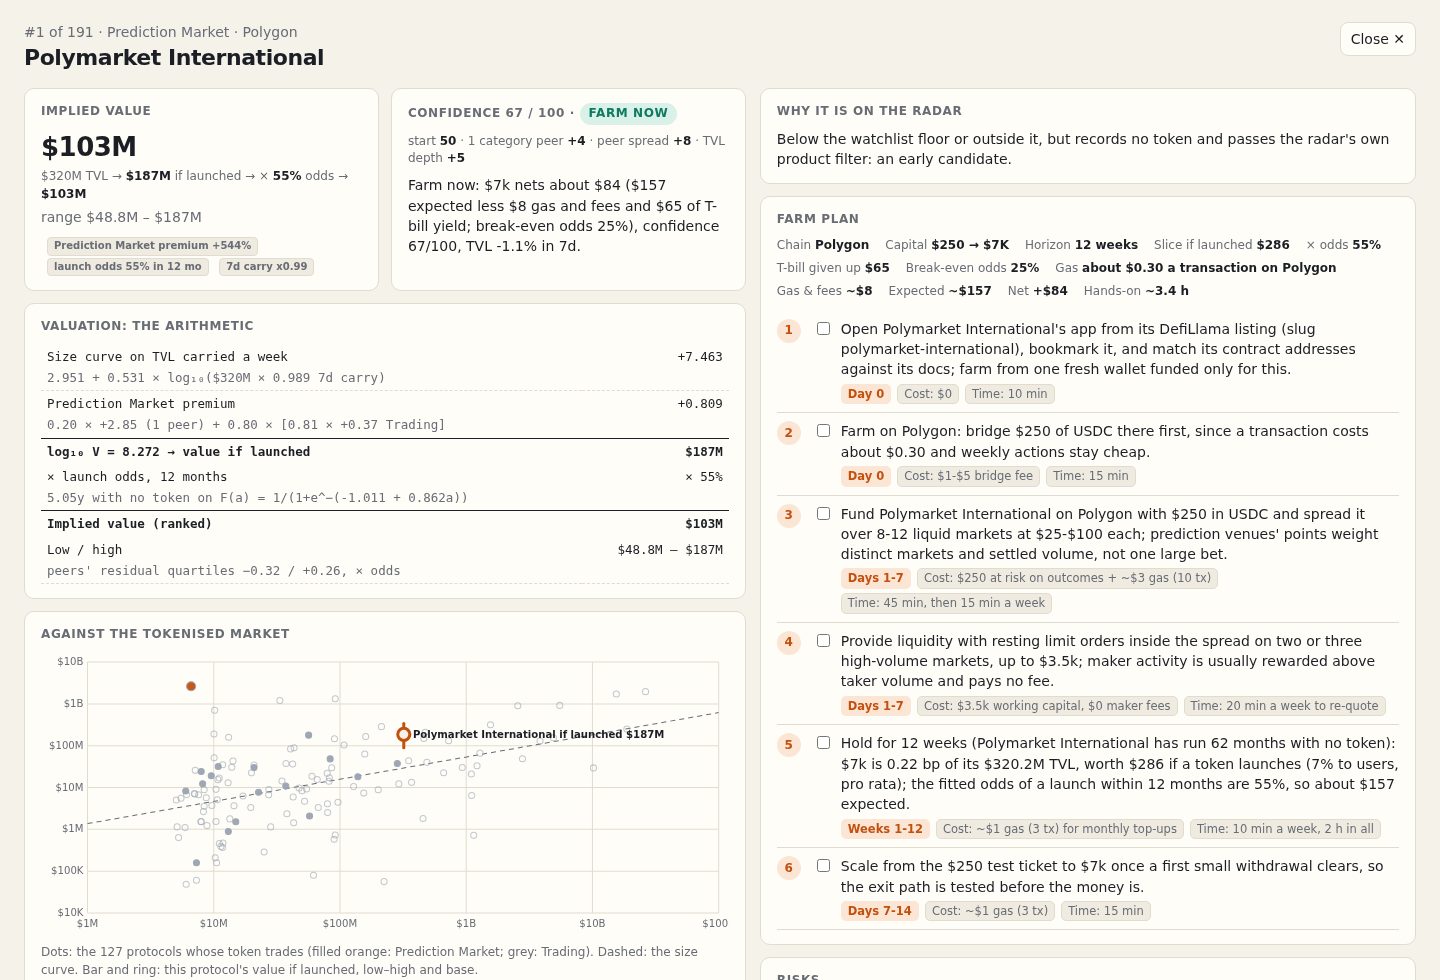 #1 of 191 · Prediction Market · Polygon
Polymarket International
Close ✕
IMPLIED VALUE
$103M
$320M TVL → $187M if launched → × 55% odds →
$103M
range $48.8M – $187M
Prediction Market premium +544%
launch odds 55% in 12 mo
7d carry x0.99
CONFIDENCE 67 / 100 · FARM NOW
start 50 · 1 category peer +4 · peer spread +8 · TVL
depth +5
Farm now: $7k nets about $84 ($157
expected less $8 gas and fees and $65 of T-
bill yield; break-even odds 25%), confidence
67/100, TVL -1.1% in 7d.
VALUATION: THE ARITHMETIC
Size curve on TVL carried a week +7.463
2.951 + 0.531 × log₁₀($320M × 0.989 7d carry)
Prediction Market premium +0.809
0.20 × +2.85 (1 peer) + 0.80 × [0.81 × +0.37 Trading]
log₁₀ V = 8.272 → value if launched $187M
× launch odds, 12 months × 55%
5.05y with no token on F(a) = 1/(1+e^−(-1.011 + 0.862a))
Implied value (ranked) $103M
Low / high $48.8M – $187M
peers' residual quartiles −0.32 / +0.26, × odds
AGAINST THE TOKENISED MARKET
$10B
$1B
$100M
$10M
$1M
$100K
$10K
Polymarket International if launched $187M
$1M $10M $100M $1B $10B $100
Dots: the 127 protocols whose token trades (filled orange: Prediction Market; grey: Trading). Dashed: the size
curve. Bar and ring: this protocol's value if launched, low–high and base.
WHY IT IS ON THE RADAR
Below the watchlist floor or outside it, but records no token and passes the radar's own
product filter: an early candidate.
FARM PLAN
Chain Polygon Capital $250 → $7K Horizon 12 weeks Slice if launched $286 × odds 55%
T-bill given up $65 Break-even odds 25% Gas about $0.30 a transaction on Polygon
Gas & fees ~$8 Expected ~$157 Net +$84 Hands-on ~3.4 h
1 Open Polymarket International's app from its DefiLlama listing (slug
polymarket-international), bookmark it, and match its contract addresses
against its docs; farm from one fresh wallet funded only for this.
Day 0 Cost: $0 Time: 10 min
2 Farm on Polygon: bridge $250 of USDC there first, since a transaction costs
about $0.30 and weekly actions stay cheap.
Day 0 Cost: $1-$5 bridge fee Time: 15 min
3 Fund Polymarket International on Polygon with $250 in USDC and spread it
over 8-12 liquid markets at $25-$100 each; prediction venues' points weight
distinct markets and settled volume, not one large bet.
Days 1-7 Cost: $250 at risk on outcomes + ~$3 gas (10 tx)
Time: 45 min, then 15 min a week
4 Provide liquidity with resting limit orders inside the spread on two or three
high-volume markets, up to $3.5k; maker activity is usually rewarded above
taker volume and pays no fee.
Days 1-7 Cost: $3.5k working capital, $0 maker fees Time: 20 min a week to re-quote
5 Hold for 12 weeks (Polymarket International has run 62 months with no token):
$7k is 0.22 bp of its $320.2M TVL, worth $286 if a token launches (7% to users,
pro rata); the fitted odds of a launch within 12 months are 55%, so about $157
expected.
Weeks 1-12 Cost: ~$1 gas (3 tx) for monthly top-ups Time: 10 min a week, 2 h in all
6 Scale from the $250 test ticket to $7k once a first small withdrawal clears, so
the exit path is tested before the money is.
Days 7-14 Cost: ~$1 gas (3 tx) Time: 15 min
RISKS